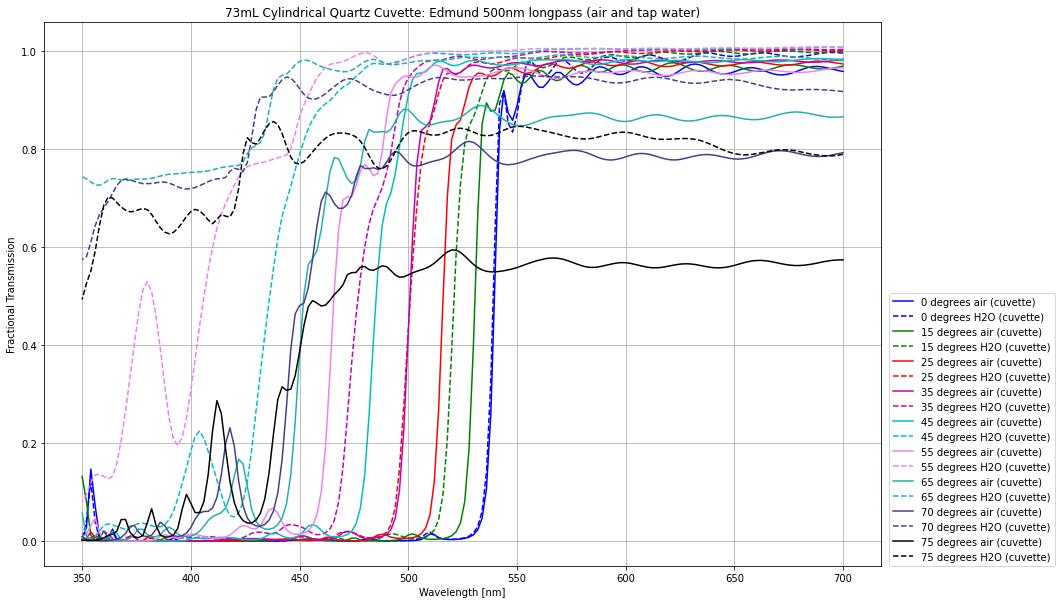 73mL Cylindrical Quartz Cuvette: Edmund 500nm longpass (air and tap water)
Fractional Transmission
1.0
0.8
0.6
0.4
0.2
0.0
350 400 450 500 550 600 650 700
Wavelength [nm]
0 degrees air (cuvette)
0 degrees H2O (cuvette)
15 degrees air (cuvette)
15 degrees H2O (cuvette)
25 degrees air (cuvette)
25 degrees H2O (cuvette)
35 degrees air (cuvette)
35 degrees H2O (cuvette)
45 degrees air (cuvette)
45 degrees H2O (cuvette)
55 degrees air (cuvette)
55 degrees H2O (cuvette)
65 degrees air (cuvette)
65 degrees H2O (cuvette)
70 degrees air (cuvette)
70 degrees H2O (cuvette)
75 degrees air (cuvette)
75 degrees H2O (cuvette)